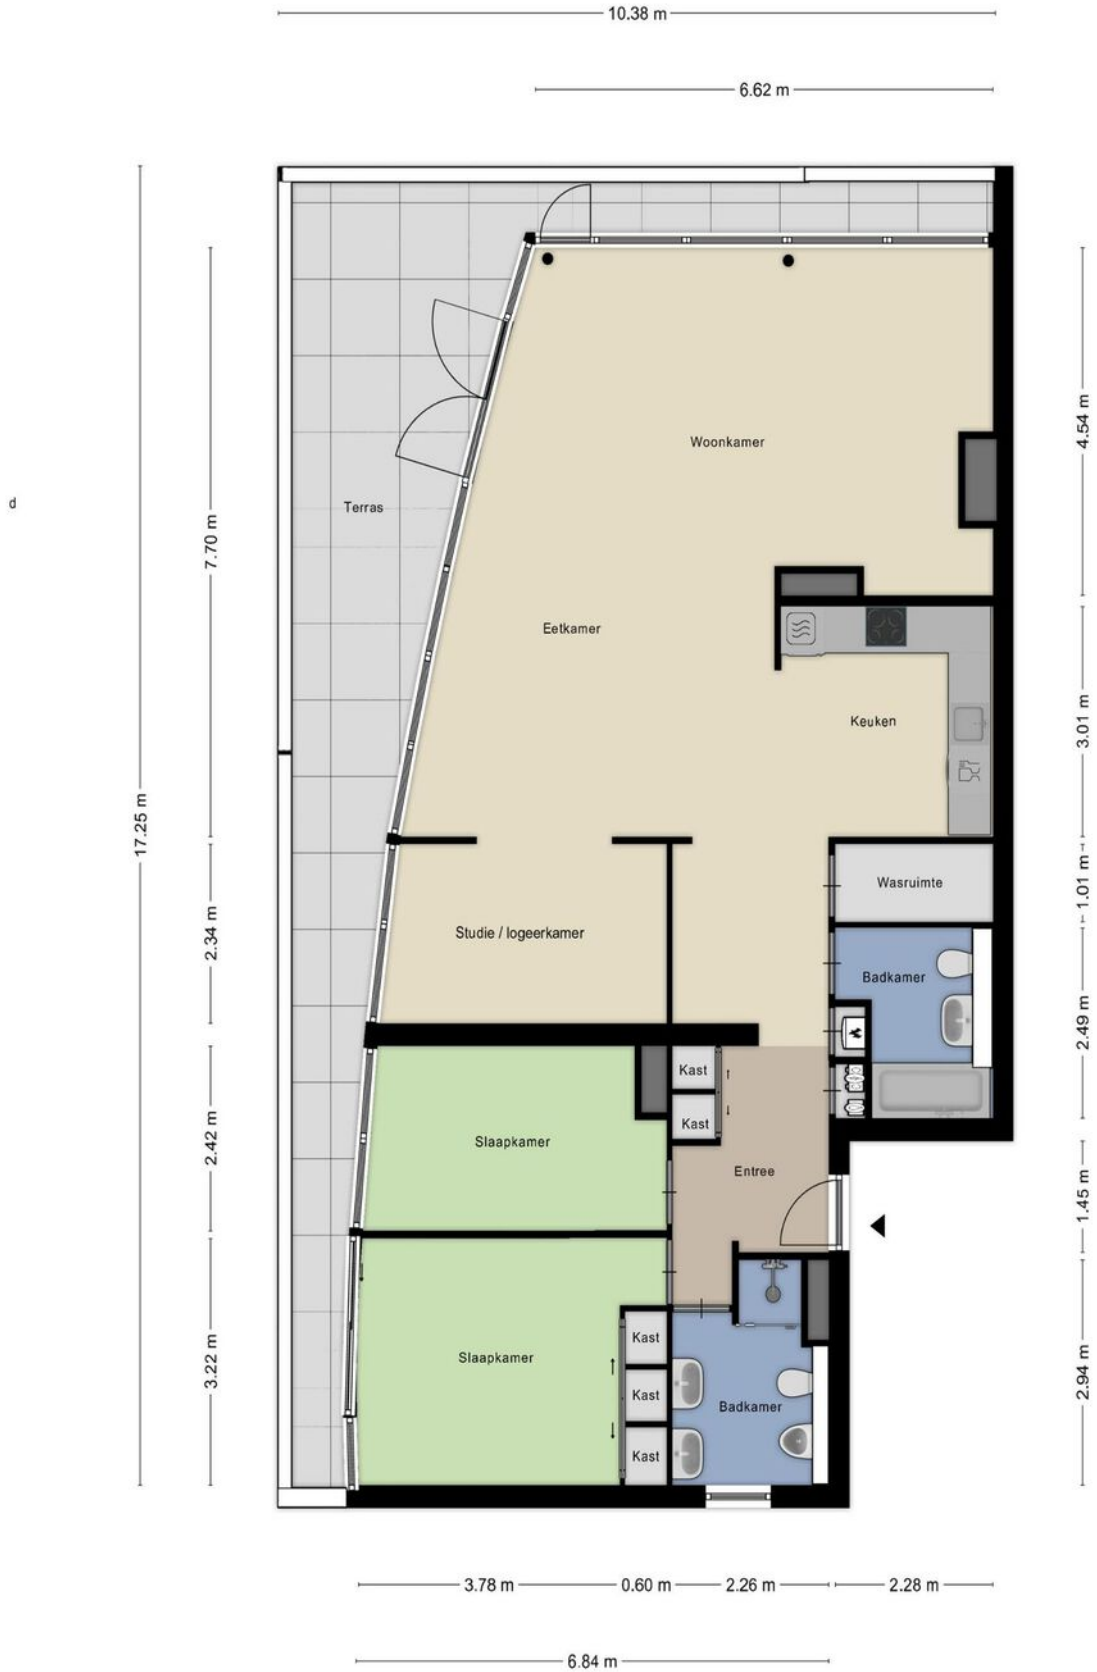 10.38 m
6.62 m
4.54 m
Woonkamer
d
Terras
7.70 m
Eetkamer
3.01 m
Keuken
17.25 m
Wasruimte
1.01 m
2.34 m
Studie / logeerkamer
Badkamer
2.49 m
Kast
Kast
2.42 m
Slaapkamer
Entree
1.45 m
3.22 m
Slaapkamer
Kast
Kast
Kast
Badkamer
2.94 m
3.78 m
0.60 m
2.26 m
2.28 m
6.84 m